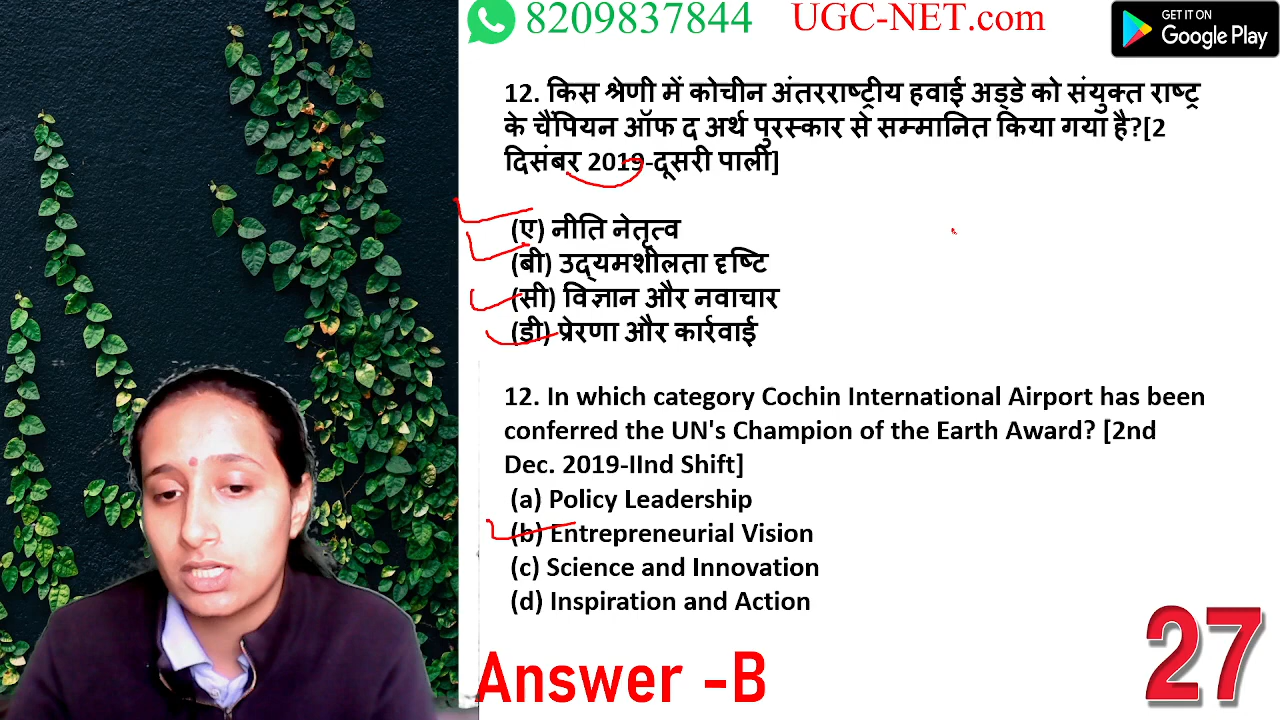 8209837844 UGC-NET.com
GET IT ON
Google Play
12. किस श्रेणी में कोचीन अंतरराष्ट्रीय हवाई अड्डे को संयुक्त राष्ट्र
के चैंपियन ऑफ द अर्थ पुरस्कार से सम्मानित किया गया है?[2
दिसंबर 2019-दूसरी पाली]
(ए) नीति नेतृत्व
(बी) उद्यमशीलता दृष्टि
(सी) विज्ञान और नवाचार
(डी) प्रेरणा और कार्रवाई
12. In which category Cochin International Airport has been
conferred the UN's Champion of the Earth Award? [2nd
Dec. 2019-IInd Shift]
(a) Policy Leadership
(b) Entrepreneurial Vision
(c) Science and Innovation
(d) Inspiration and Action
Answer -B
27